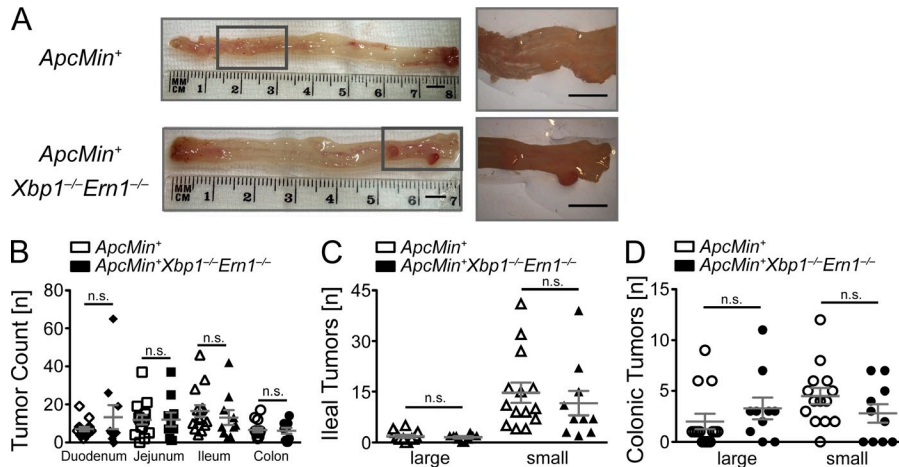 A
ApcMin⁺
MM
CM 1 2 3 4 5 6 7 8
ApcMin⁺
Xbp1⁻/⁻Ern1⁻/⁻
MM
CM 1 2 3 4 5 6 7
B
ApcMin⁺
ApcMin⁺Xbp1⁻/⁻Ern1⁻/⁻
Tumor Count [n]
80
60
40
20
0
n.s.
n.s.
n.s.
n.s.
Duodenum Jejunum Ileum Colon
C
ApcMin⁺
ApcMin⁺Xbp1⁻/⁻Ern1⁻/⁻
Ileal Tumors [n]
45
30
15
0
n.s.
n.s.
large small
D
ApcMin⁺
ApcMin⁺Xbp1⁻/⁻Ern1⁻/⁻
Colonic Tumors [n]
15
10
5
0
n.s.
n.s.
large small